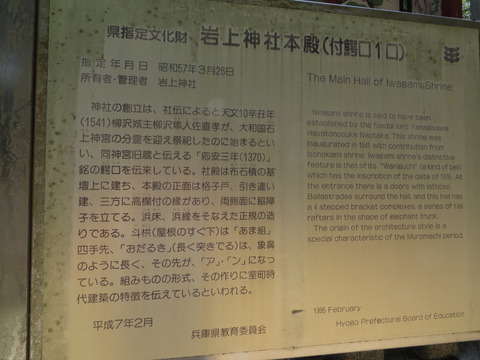 県指定文化財 岩上神社本殿(付鰐口1口)
指定年月日 昭和57年3月26日
所有者・管理者 岩上神社
神社の創立は、社伝によると天文10辛丑年
(1541)柳沢城主柳沢隼人佐直孝が、大和国石
上神宮の分霊を迎え祭祀したのに始まるとい
い、同神宮旧蔵と伝える「応安三年(1370)」
銘の鰐口を伝来している。社殿は布石積の基
壇上に建ち、本殿の正面は格子戸、引き違い
建、三方に高欄付の縁があり、両側面に脇障
子を立てる。浜床、浜縁をそなえた正規の造
りである。斗栱(屋根のすぐ下)は「あま組」
四手先、「おだるき」(長く突きでる)は、象鼻
のように長く、その先が、「ア」・「ン」になっ
ている。組みものの形式、その作りに室町時
代建築の特徴を伝えているといわれる。
平成7年2月
兵庫県教育委員会
The Main Hall of Iwagami Shrine
Iwagami shrine is said to have been
established by the fundal lord Yanagisawa
Hayatonosuke Naotaka. This shrine was
inaugurated in 1541 with contribution from
Isonokami shrine. Iwagami shrine's distinctive
feature is that of its "Waniguchi" (a kind of bell)
which has the inscription of the date of 1370. At
the entrance there is a doors with lattices.
Ballastrades surround the hall, and this hall has
a 4 stepped bracket complexes, a series of tail
rafters in the shape of elephant trunk.
The origin of the architecture style is a
special characteristic of the Muromachi period.
1995 February
Hyogo Prefecture Board of Education